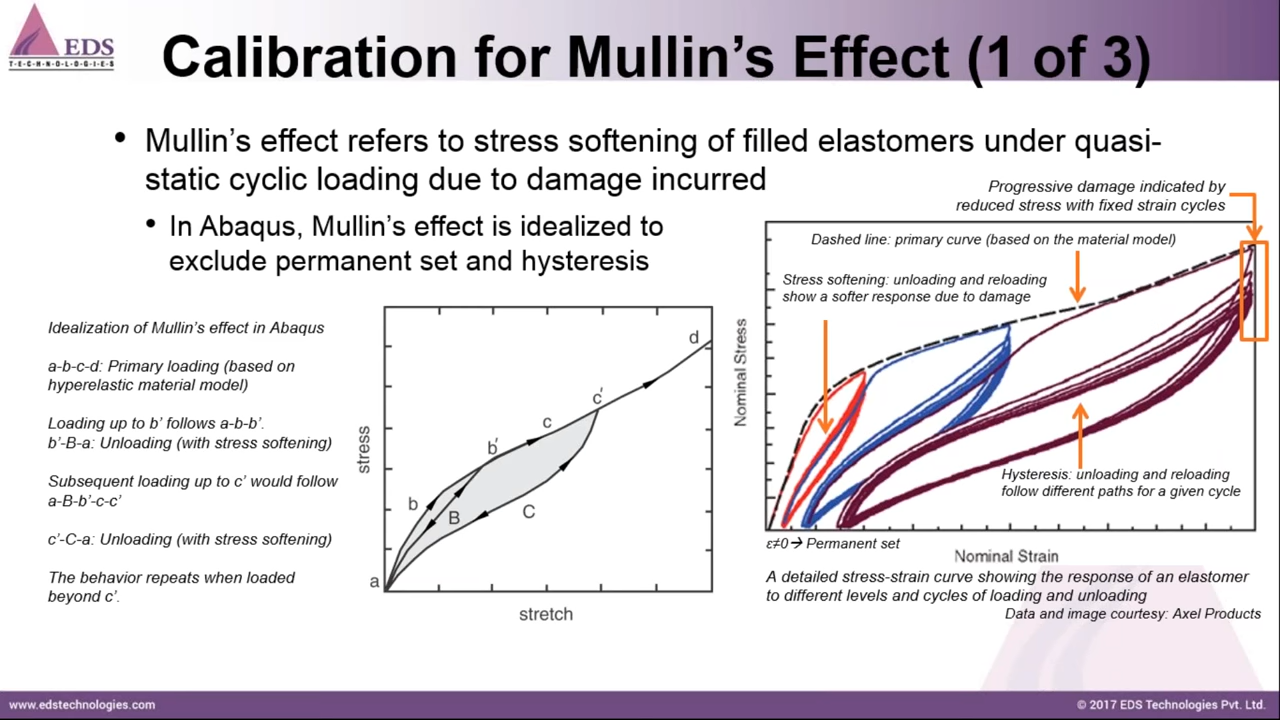 EDS
T•E•C•H•N•O•L•O•G•I•E•S
Calibration for Mullin’s Effect (1 of 3)
• Mullin’s effect refers to stress softening of filled elastomers under quasi-
static cyclic loading due to damage incurred
• In Abaqus, Mullin’s effect is idealized to
exclude permanent set and hysteresis
Idealization of Mullin’s effect in Abaqus
a-b-c-d: Primary loading (based on
hyperelastic material model)
Loading up to b’ follows a-b-b’.
b’-B-a: Unloading (with stress softening)
Subsequent loading up to c’ would follow
a-B-b’-c-c’
c’-C-a: Unloading (with stress softening)
The behavior repeats when loaded
beyond c’.
stress
d
c'
c
b'
b
B
C
a
stretch
Progressive damage indicated by
reduced stress with fixed strain cycles
Dashed line: primary curve (based on the material model)
Stress softening: unloading and reloading
show a softer response due to damage
Nominal Stress
Hysteresis: unloading and reloading
follow different paths for a given cycle
ε≠0→ Permanent set
Nominal Strain
A detailed stress-strain curve showing the response of an elastomer
to different levels and cycles of loading and unloading
Data and image courtesy: Axel Products
www.edstechnologies.com
© 2017 EDS Technologies Pvt. Ltd.